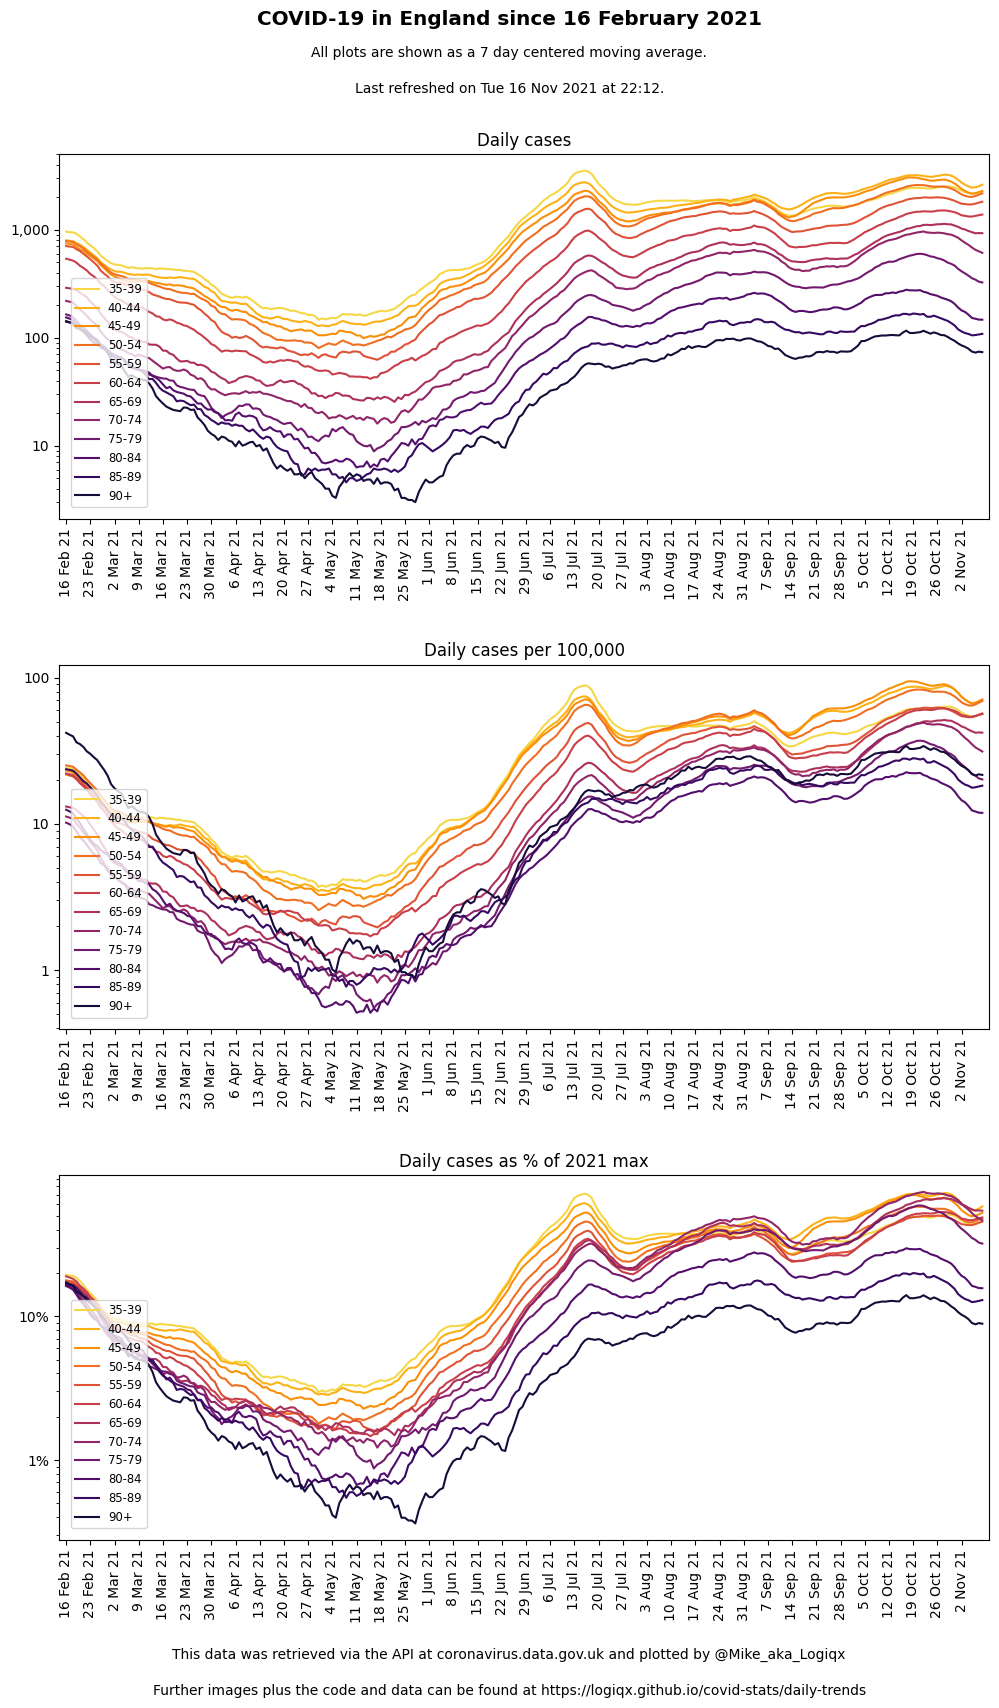 COVID-19 in England since 16 February 2021
All plots are shown as a 7 day centered moving average.
Last refreshed on Tue 16 Nov 2021 at 22:12.
Daily cases
1,000
100
10
35-39
40-44
45-49
50-54
55-59
60-64
65-69
70-74
75-79
80-84
85-89
90+
16 Feb 21
23 Feb 21
2 Mar 21
9 Mar 21
16 Mar 21
23 Mar 21
30 Mar 21
6 Apr 21
13 Apr 21
20 Apr 21
27 Apr 21
4 May 21
11 May 21
18 May 21
25 May 21
1 Jun 21
8 Jun 21
15 Jun 21
22 Jun 21
29 Jun 21
6 Jul 21
13 Jul 21
20 Jul 21
27 Jul 21
3 Aug 21
10 Aug 21
17 Aug 21
24 Aug 21
31 Aug 21
7 Sep 21
14 Sep 21
21 Sep 21
28 Sep 21
5 Oct 21
12 Oct 21
19 Oct 21
26 Oct 21
2 Nov 21
Daily cases per 100,000
100
10
1
35-39
40-44
45-49
50-54
55-59
60-64
65-69
70-74
75-79
80-84
85-89
90+
16 Feb 21
23 Feb 21
2 Mar 21
9 Mar 21
16 Mar 21
23 Mar 21
30 Mar 21
6 Apr 21
13 Apr 21
20 Apr 21
27 Apr 21
4 May 21
11 May 21
18 May 21
25 May 21
1 Jun 21
8 Jun 21
15 Jun 21
22 Jun 21
29 Jun 21
6 Jul 21
13 Jul 21
20 Jul 21
27 Jul 21
3 Aug 21
10 Aug 21
17 Aug 21
24 Aug 21
31 Aug 21
7 Sep 21
14 Sep 21
21 Sep 21
28 Sep 21
5 Oct 21
12 Oct 21
19 Oct 21
26 Oct 21
2 Nov 21
Daily cases as % of 2021 max
10%
1%
35-39
40-44
45-49
50-54
55-59
60-64
65-69
70-74
75-79
80-84
85-89
90+
16 Feb 21
23 Feb 21
2 Mar 21
9 Mar 21
16 Mar 21
23 Mar 21
30 Mar 21
6 Apr 21
13 Apr 21
20 Apr 21
27 Apr 21
4 May 21
11 May 21
18 May 21
25 May 21
1 Jun 21
8 Jun 21
15 Jun 21
22 Jun 21
29 Jun 21
6 Jul 21
13 Jul 21
20 Jul 21
27 Jul 21
3 Aug 21
10 Aug 21
17 Aug 21
24 Aug 21
31 Aug 21
7 Sep 21
14 Sep 21
21 Sep 21
28 Sep 21
5 Oct 21
12 Oct 21
19 Oct 21
26 Oct 21
2 Nov 21
This data was retrieved via the API at coronavirus.data.gov.uk and plotted by @Mike_aka_Logiqx
Further images plus the code and data can be found at https://logiqx.github.io/covid-stats/daily-trends